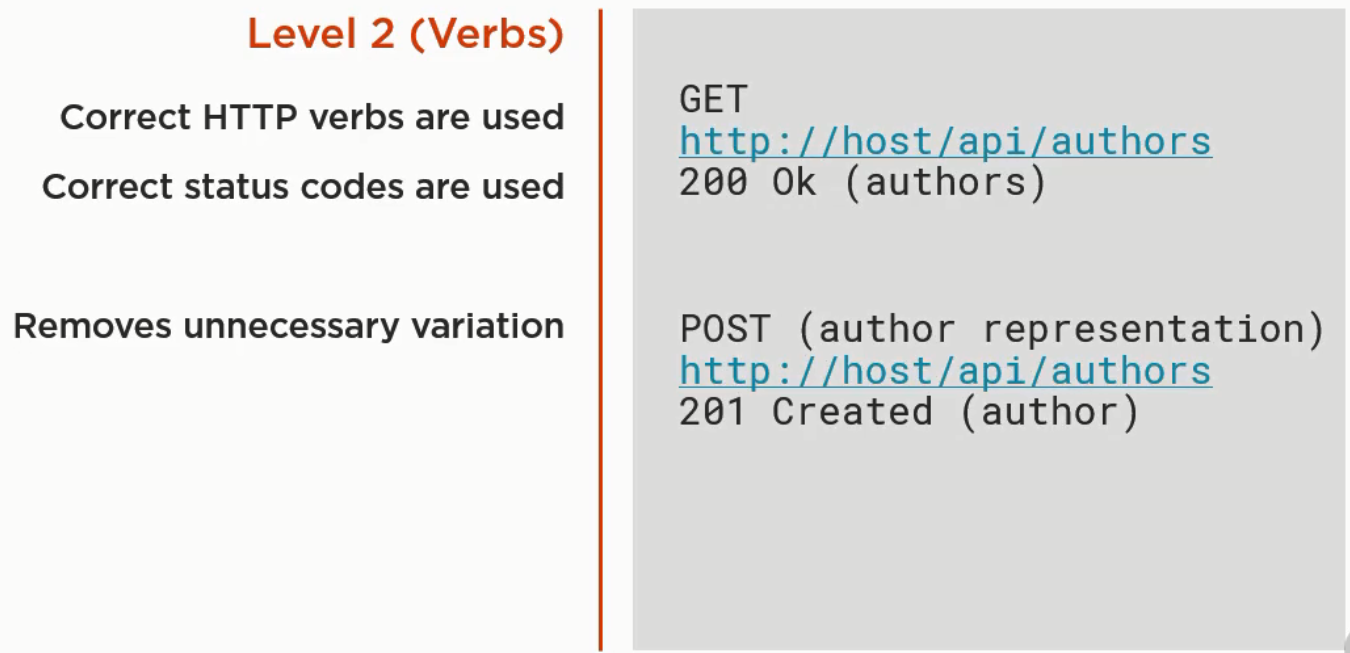 Level 2 (Verbs)
Correct HTTP verbs are used
Correct status codes are used
Removes unnecessary variation
GET
http://host/api/authors
200 Ok (authors)
POST (author representation)
http://host/api/authors
201 Created (author)